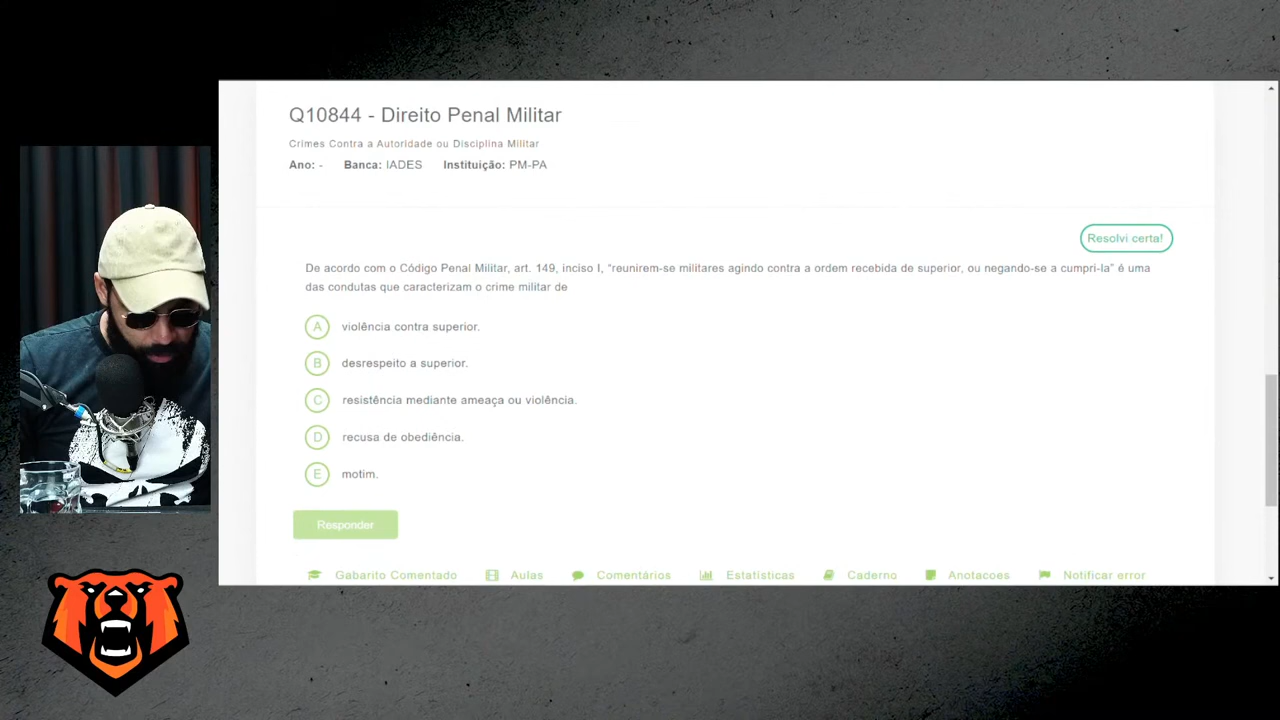 Q10844 - Direito Penal Militar
Crimes Contra a Autoridade ou Disciplina Militar
Ano: - Banca: IADES Instituição: PM-PA
Resolvi certa!
De acordo com o Código Penal Militar, art. 149, inciso I, “reunirem-se militares agindo contra a ordem recebida de superior, ou negando-se a cumpri-la” é uma
das condutas que caracterizam o crime militar de
A violência contra superior.
B desrespeito a superior.
C resistência mediante ameaça ou violência.
D recusa de obediência.
E motim.
Responder
Gabarito Comentado Aulas Comentários Estatísticas Caderno Anotacoes Notificar error